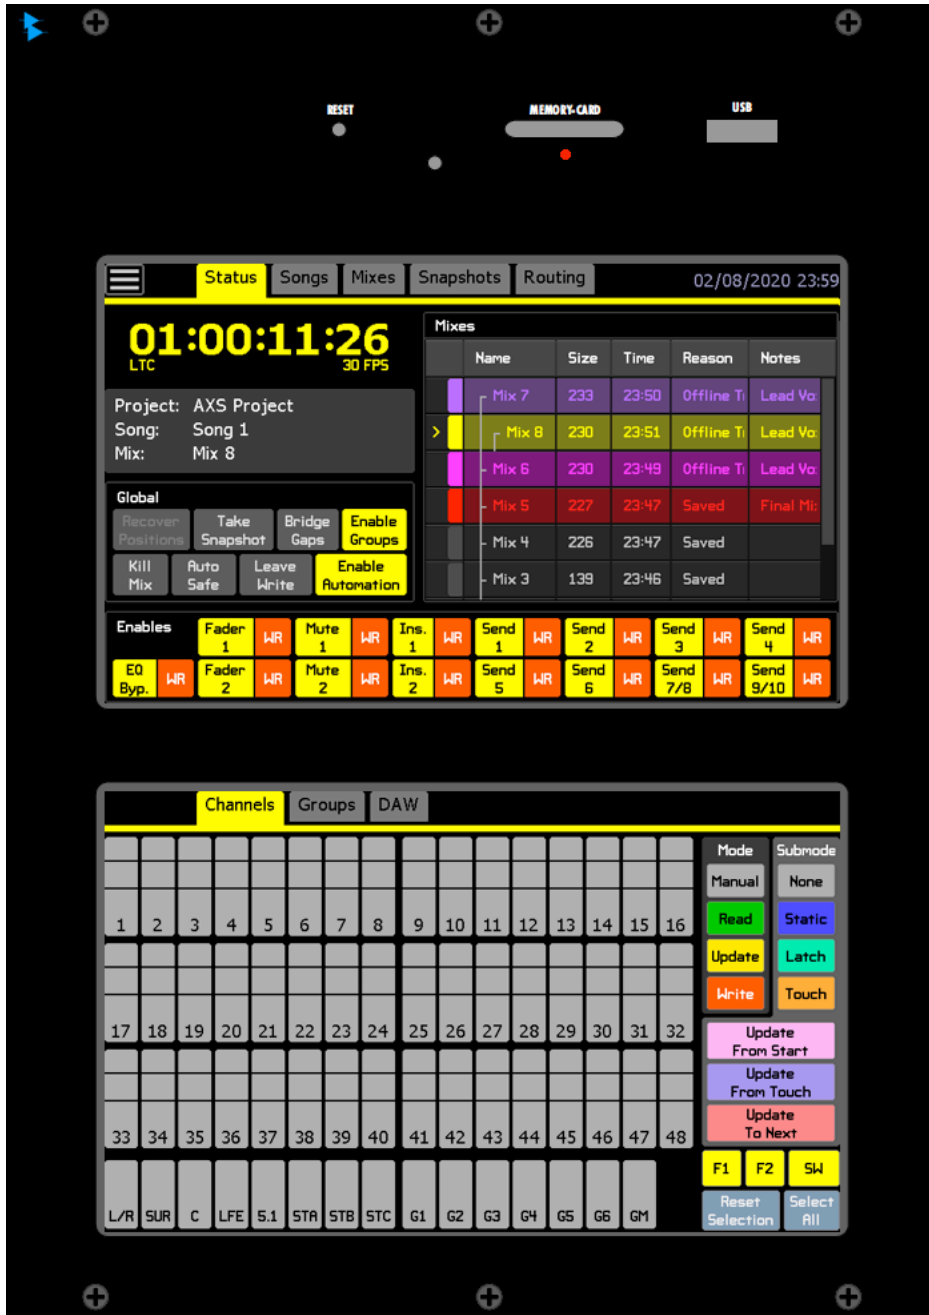 RESET MEMORY-CARD USB
Status Songs Mixes Snapshots Routing 02/08/2020 23:59
01:00:11:26
LTC 30 FPS
Project: AXS Project
Song: Song 1
Mix: Mix 8
Mixes
Name Size Time Reason Notes
Mix 7 233 23:50 Offline Lead Vo
> Mix 8 230 23:51 Offline Lead Vo
Mix 6 230 23:49 Offline Lead Vo
Mix 5 227 23:47 Saved Final
Mix 4 226 23:47 Saved
Mix 3 139 23:46 Saved
Global
Recover Take Bridge Enable
Positions Snapshot Gaps Groups
Kill Auto Leave Enable
Mix Safe Write Automation
Enables
Fader 1 WR Mute 1 WR Ins. 1 WR Send 1 WR Send 2 WR Send 3 WR Send 4 WR
EQ Byp. WR Fader 2 WR Mute 2 WR Ins. 2 WR Send 5 WR Send 6 WR Send 7/8 WR Send 9/10 WR
Channels Groups DAW
1 2 3 4 5 6 7 8 9 10 11 12 13 14 15 16
17 18 19 20 21 22 23 24 25 26 27 28 29 30 31 32
33 34 35 36 37 38 39 40 41 42 43 44 45 46 47 48
L/R SUR C LFE 5.1 STA STB STC G1 G2 G3 G4 G5 G6 GM
Mode Submode
Manual None
Read Static
Update Latch
Write Touch
Update
From Start
Update
From Touch
Update
To Next
F1 F2 SW
Reset Select
Selection All